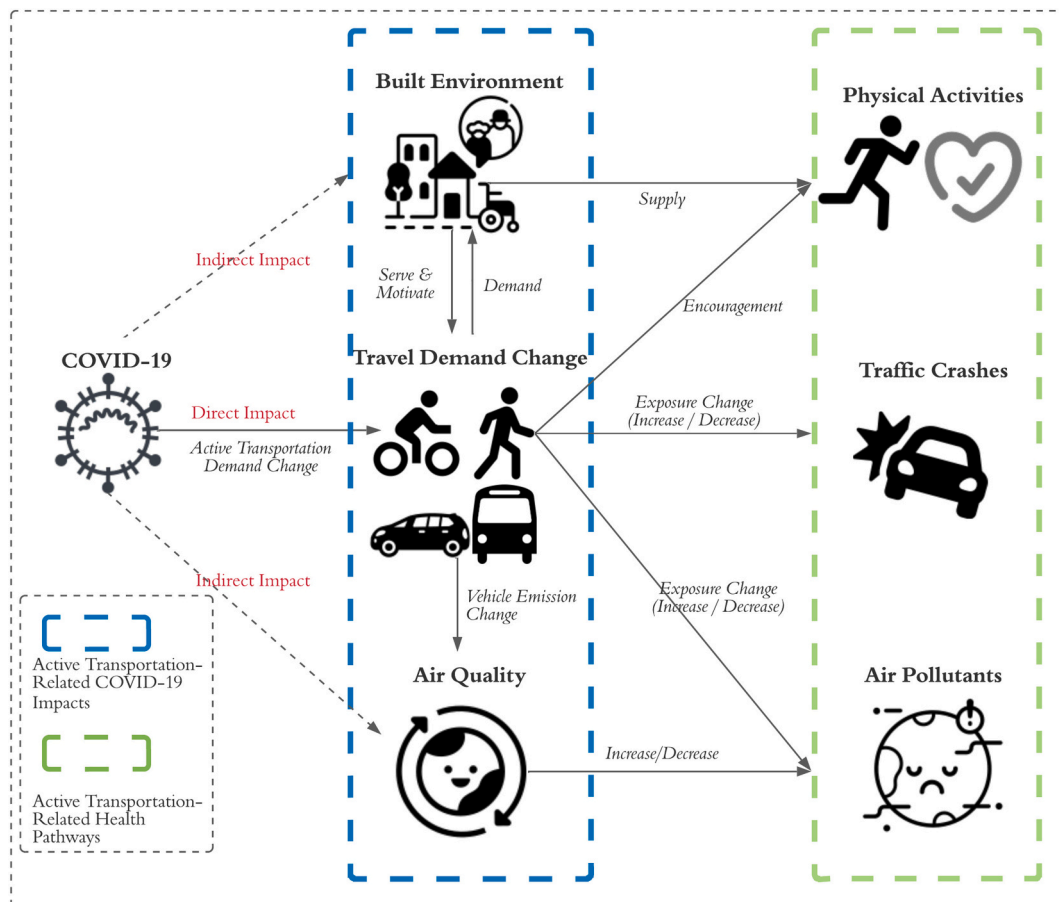 Built Environment
Physical Activities
Supply
Indirect Impact
Serve &
Motivate
Demand
Encouragement
COVID-19
Travel Demand Change
Traffic Crashes
Direct Impact
Active Transportation
Demand Change
Exposure Change
(Increase / Decrease)
Indirect Impact
Vehicle Emission
Change
Exposure Change
(Increase / Decrease)
Active Transportation-
Related COVID-19
Impacts
Air Quality
Air Pollutants
Increase/Decrease
Active Transportation-
Related Health
Pathways